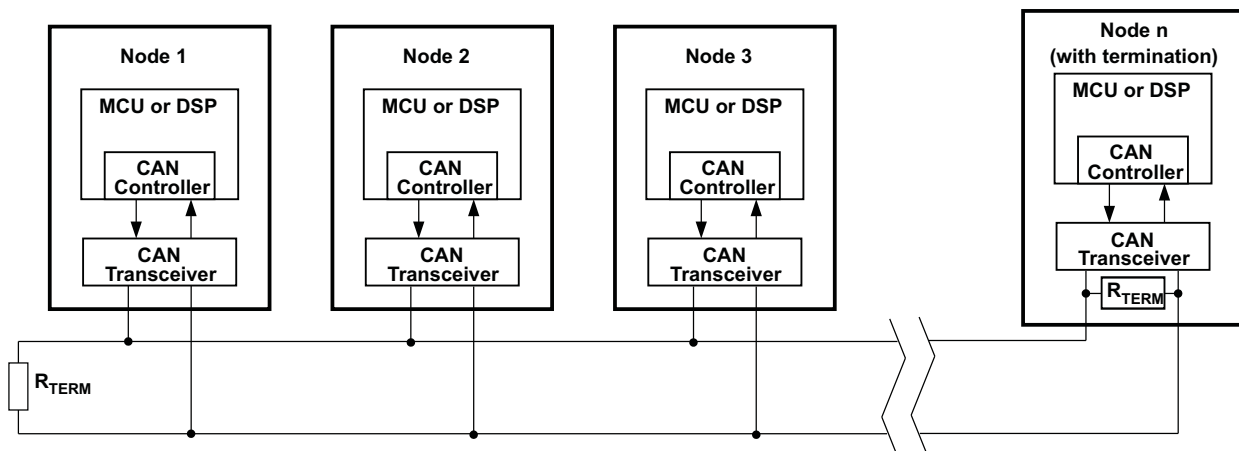 Node 1
MCU or DSP
CAN
Controller
CAN
Transceiver
Node 2
MCU or DSP
CAN
Controller
CAN
Transceiver
Node 3
MCU or DSP
CAN
Controller
CAN
Transceiver
Node n
(with termination)
MCU or DSP
CAN
Controller
CAN
Transceiver
RTERM
RTERM